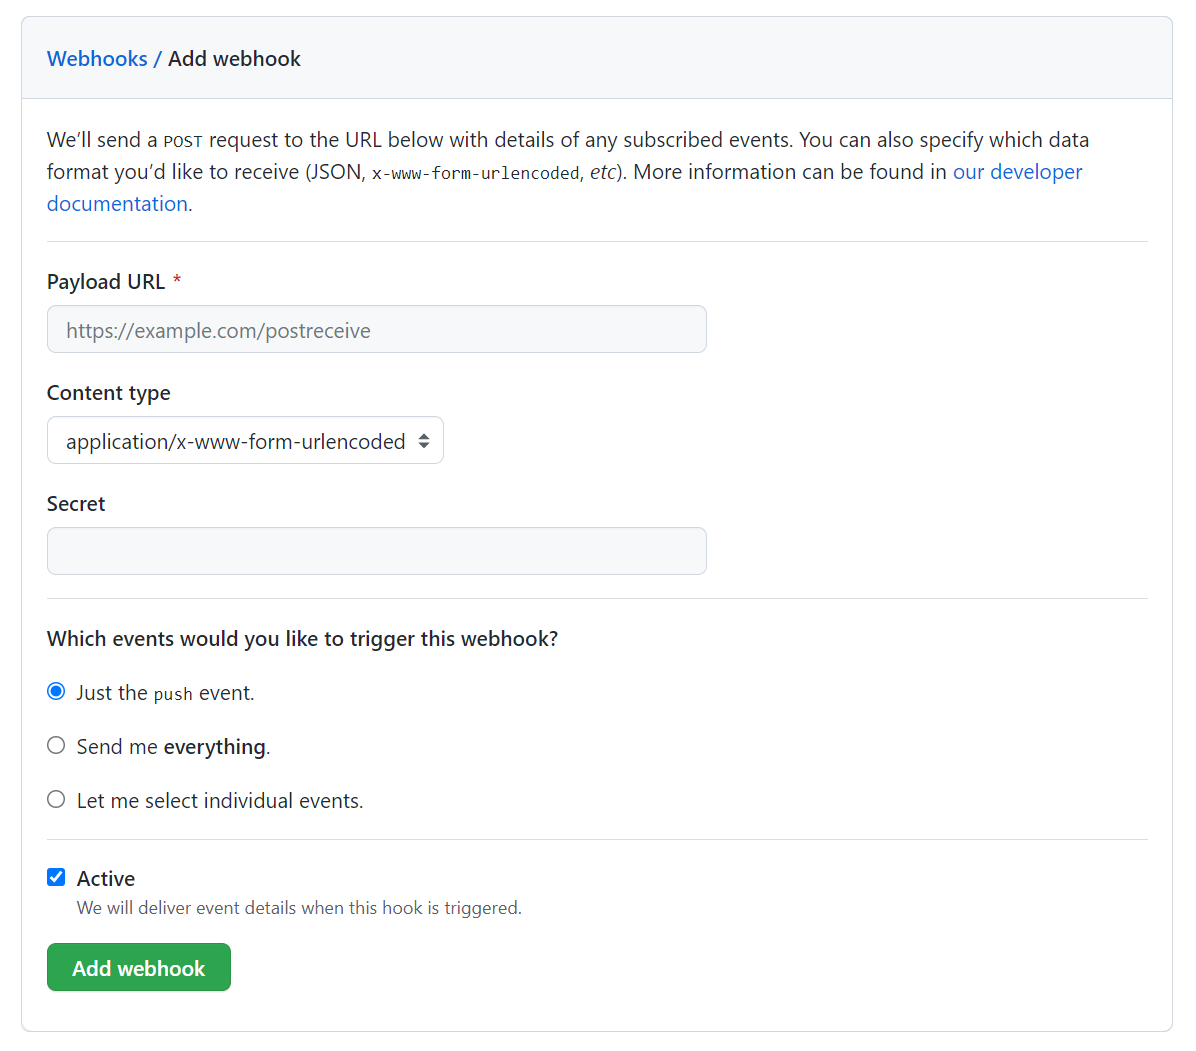 Webhooks / Add webhook
We’ll send a POST request to the URL below with details of any subscribed events. You can also specify which data
format you’d like to receive (JSON, x-www-form-urlencoded, etc). More information can be found in our developer
documentation.
Payload URL *
https://example.com/postreceive
Content type
application/x-www-form-urlencoded
Secret
Which events would you like to trigger this webhook?
Just the push event.
Send me everything.
Let me select individual events.
Active
We will deliver event details when this hook is triggered.
Add webhook